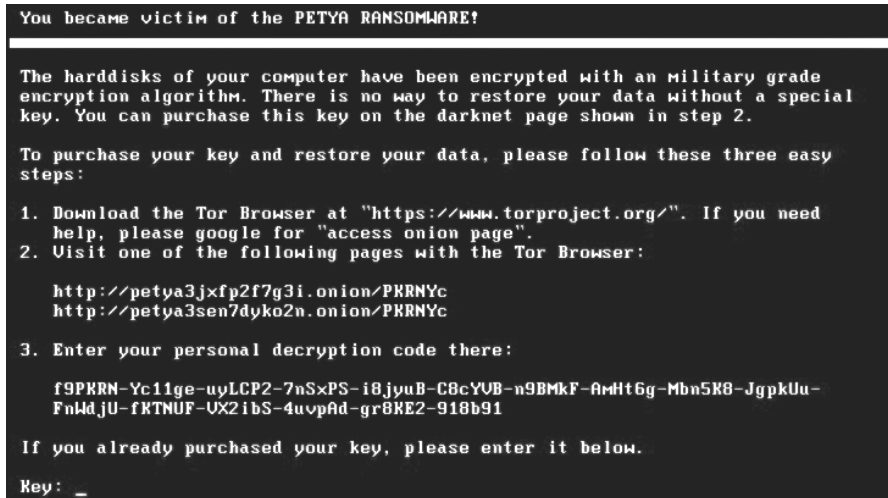 You became victim of the PETYA RANSOMWARE!
The harddisks of your computer have been encrypted with an military grade
encryption algorithm. There is no way to restore your data without a special
key. You can purchase this key on the darknet page shown in step 2.
To purchase your key and restore your data, please follow these three easy
steps:
1. Download the Tor Browser at "https://www.torproject.org/". If you need
help, please google for "access onion page".
2. Visit one of the following pages with the Tor Browser:
http://petya3jxfp2f7g3i.onion/PKRNYc
http://petya3sen7dyko2n.onion/PKRNYc
3. Enter your personal decryption code there:
f9PKRN-Yc11ge-uyLCP2-7nSxPS-i8jyuB-C8cYVB-n9BMkF-AmHt6g-Mbn5K8-JgpkUu-
FnWdjU-fKTNUF-VX2ibS-4uvpAd-gr8KE2-918b91
If you already purchased your key, please enter it below.
Key: _